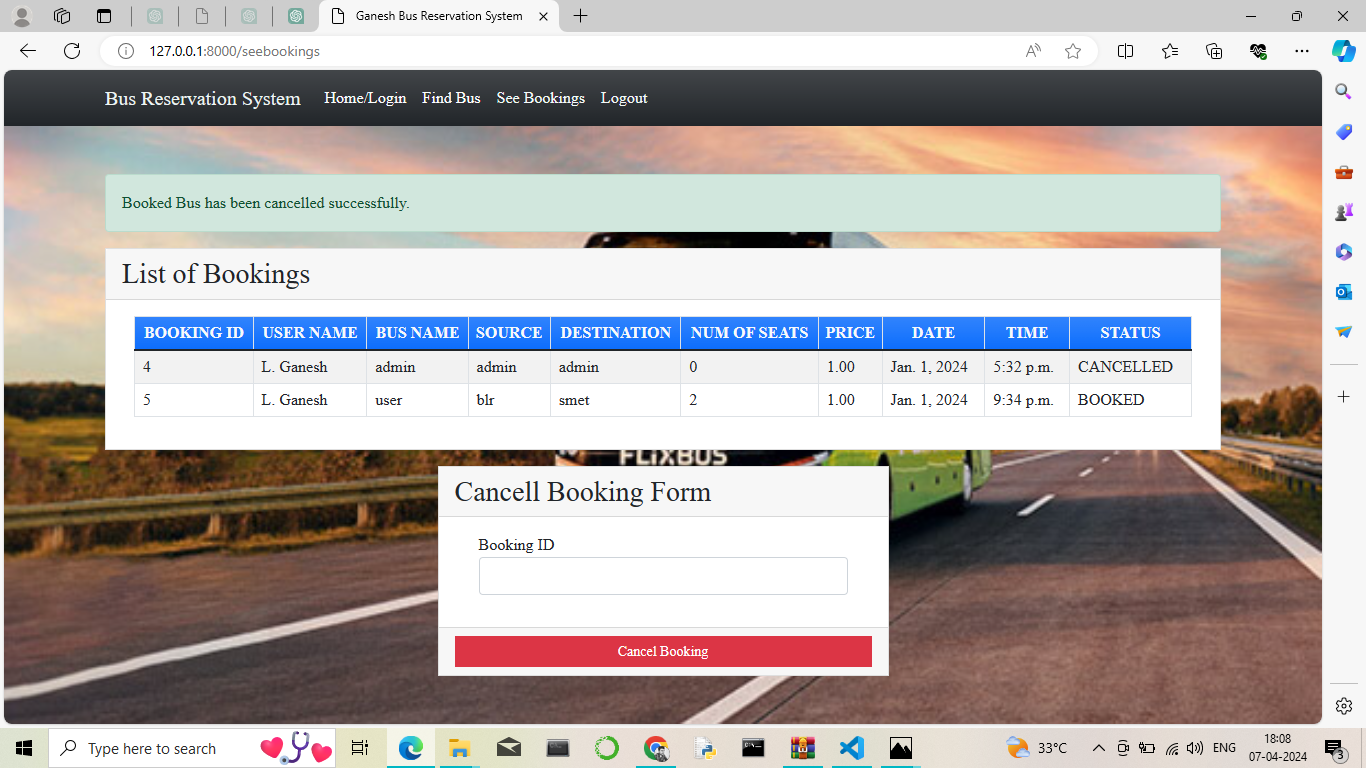 Ganesh Bus Reservation System
127.0.0.1:8000/seebookings
Bus Reservation System Home/Login Find Bus See Bookings Logout
Booked Bus has been cancelled successfully.
List of Bookings
BOOKING ID USER NAME BUS NAME SOURCE DESTINATION NUM OF SEATS PRICE DATE TIME STATUS
4 L. Ganesh admin admin admin 0 1.00 Jan. 1, 2024 5:32 p.m. CANCELLED
5 L. Ganesh user blr smet 2 1.00 Jan. 1, 2024 9:34 p.m. BOOKED
FLiXBUS
Cancell Booking Form
Booking ID
Cancel Booking
Type here to search
33°C
ENG
18:08
07-04-2024
3